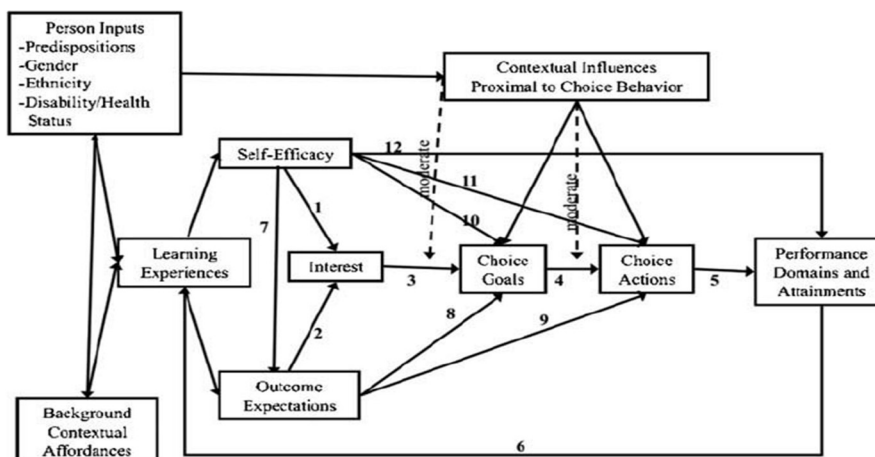 Person Inputs
-Predispositions
-Gender
-Ethnicity
-Disability/Health
Status
Contextual Influences
Proximal to Choice Behavior
Self-Efficacy
12
moderate
11
moderate
10
1
7
Learning
Experiences
Interest
3
Choice
Goals
4
Choice
Actions
5
Performance
Domains and
Attainments
2
8
9
Outcome
Expectations
Background
Contextual
Affordances
6